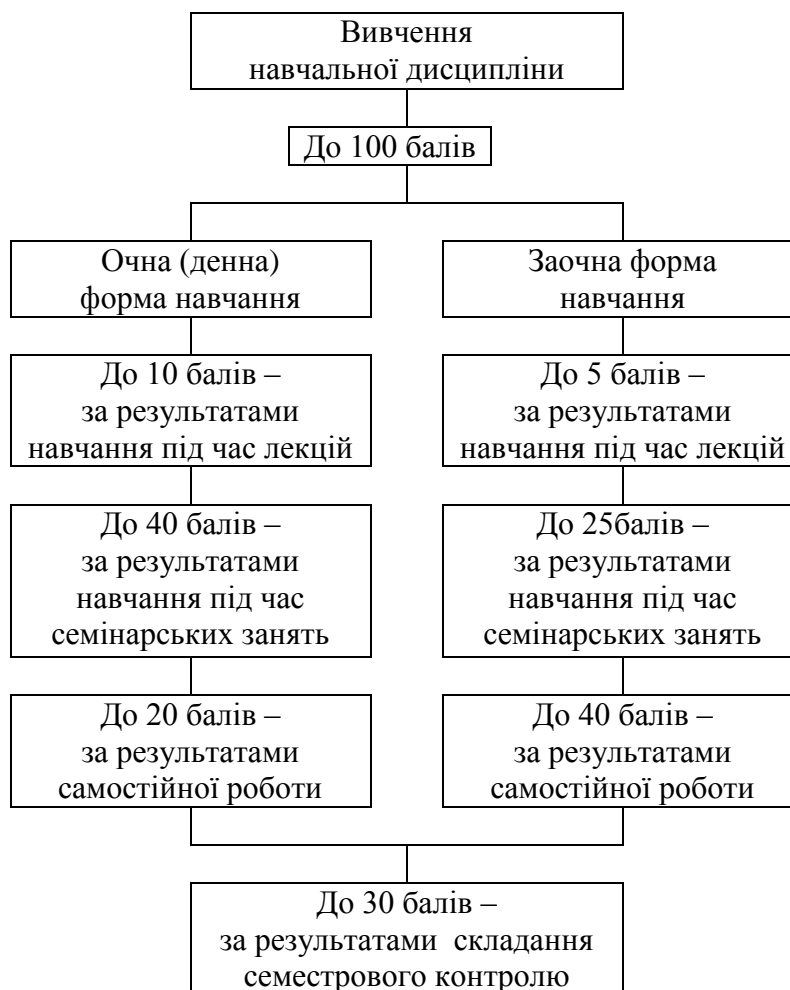 Вивчення
навчальної дисципліни
До 100 балів
Очна (денна)
форма навчання
Заочна форма
навчання
До 10 балів –
за результатами
навчання під час лекцій
До 5 балів –
за результатами
навчання під час лекцій
До 40 балів –
за результатами
навчання під час
семінарських занять
До 25балів –
за результатами
навчання під час
семінарських занять
До 20 балів –
за результатами
самостійної роботи
До 40 балів –
за результатами
самостійної роботи
До 30 балів –
за результатами складання
семестрового контролю